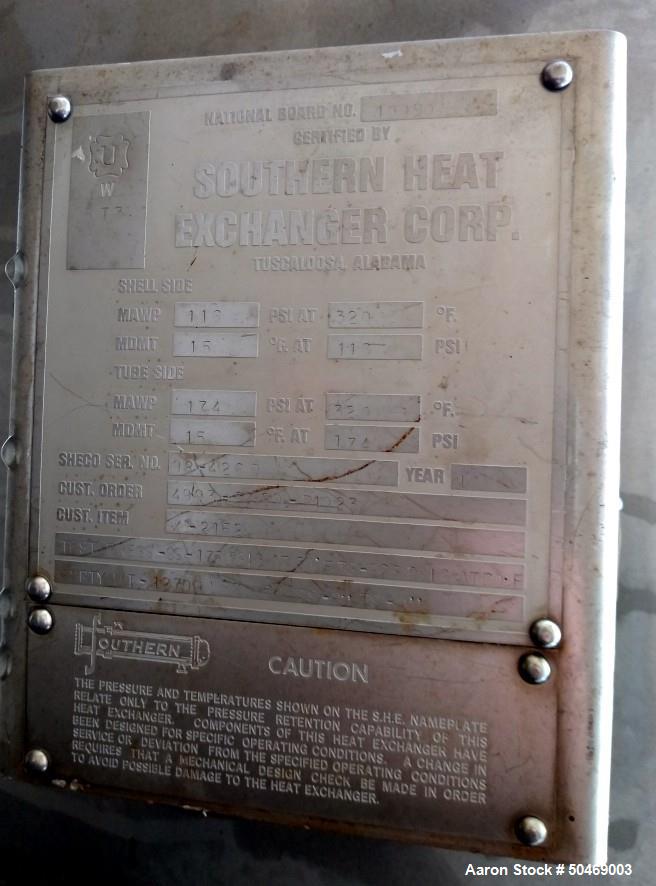 NATIONAL BOARD NO.
CERTIFIED BY
U
W
SOUTHERN HEAT
EXCHANGER CORP.
TUSCALOOSA, ALABAMA
SHELL SIDE
MAWP PSI AT °F.
MDMT 15 °F. AT PSI
TUBE SIDE
MAWP 174 PSI AT °F.
MDMT 15 °F. AT 174 PSI
SHECO SER. NO. YEAR
CUST. ORDER
CUST. ITEM
SOUTHERN
CAUTION
THE PRESSURE AND TEMPERATURES SHOWN ON THE S.H.E. NAMEPLATE
RELATE ONLY TO THE PRESSURE RETENTION CAPABILITY OF THIS
HEAT EXCHANGER. COMPONENTS OF THIS HEAT EXCHANGER HAVE
BEEN DESIGNED FOR SPECIFIC OPERATING CONDITIONS. A CHANGE IN
SERVICE OR DEVIATION FROM THE SPECIFIED OPERATING CONDITIONS
REQUIRES THAT A MECHANICAL DESIGN CHECK BE MADE IN ORDER
TO AVOID POSSIBLE DAMAGE TO THE HEAT EXCHANGER.
Aaron Stock # 50469003